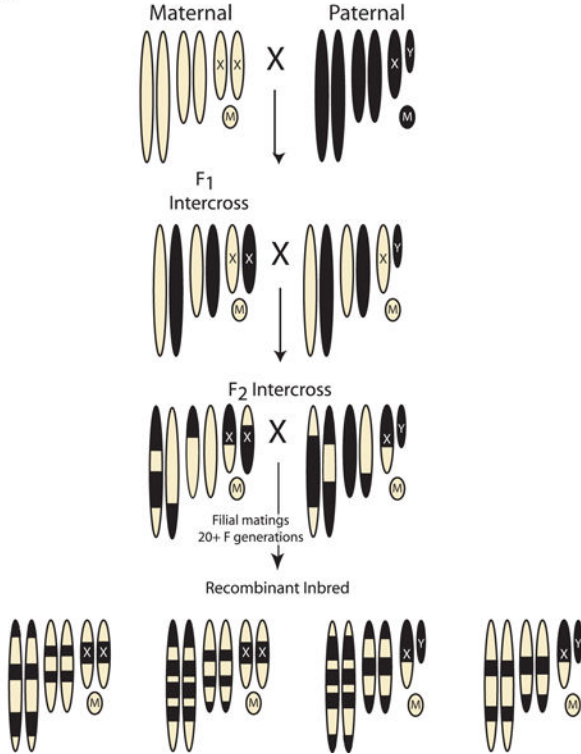 Maternal
Paternal
X X
X
X Y
M
M
F1
Intercross
X X
X
X Y
M
M
F2 Intercross
X X
X
X Y
M
M
Filial matings
20+ F generations
Recombinant Inbred
X X
X X
X Y
X Y
M
M
M
M